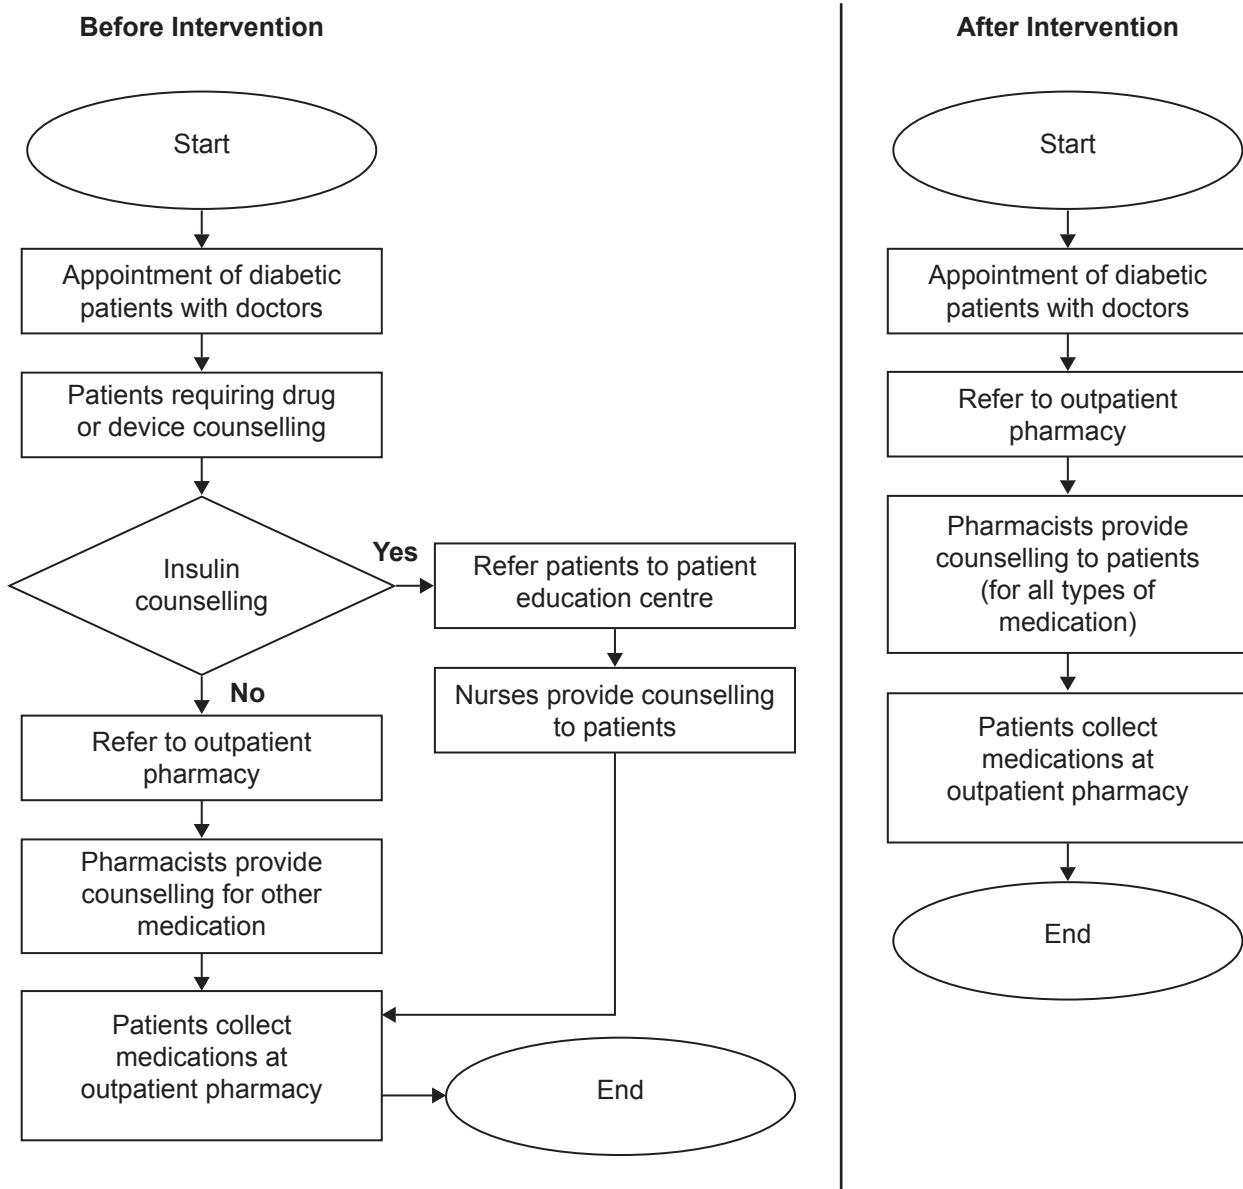 Before Intervention
Start
Appointment of diabetic
patients with doctors
Patients requiring drug
or device counselling
Insulin
counselling
Yes
Refer patients to patient
education centre
Nurses provide counselling
to patients
No
Refer to outpatient
pharmacy
Pharmacists provide
counselling for other
medication
Patients collect
medications at
outpatient pharmacy
End
After Intervention
Start
Appointment of diabetic
patients with doctors
Refer to outpatient
pharmacy
Pharmacists provide
counselling to patients
(for all types of
medication)
Patients collect
medications at
outpatient pharmacy
End